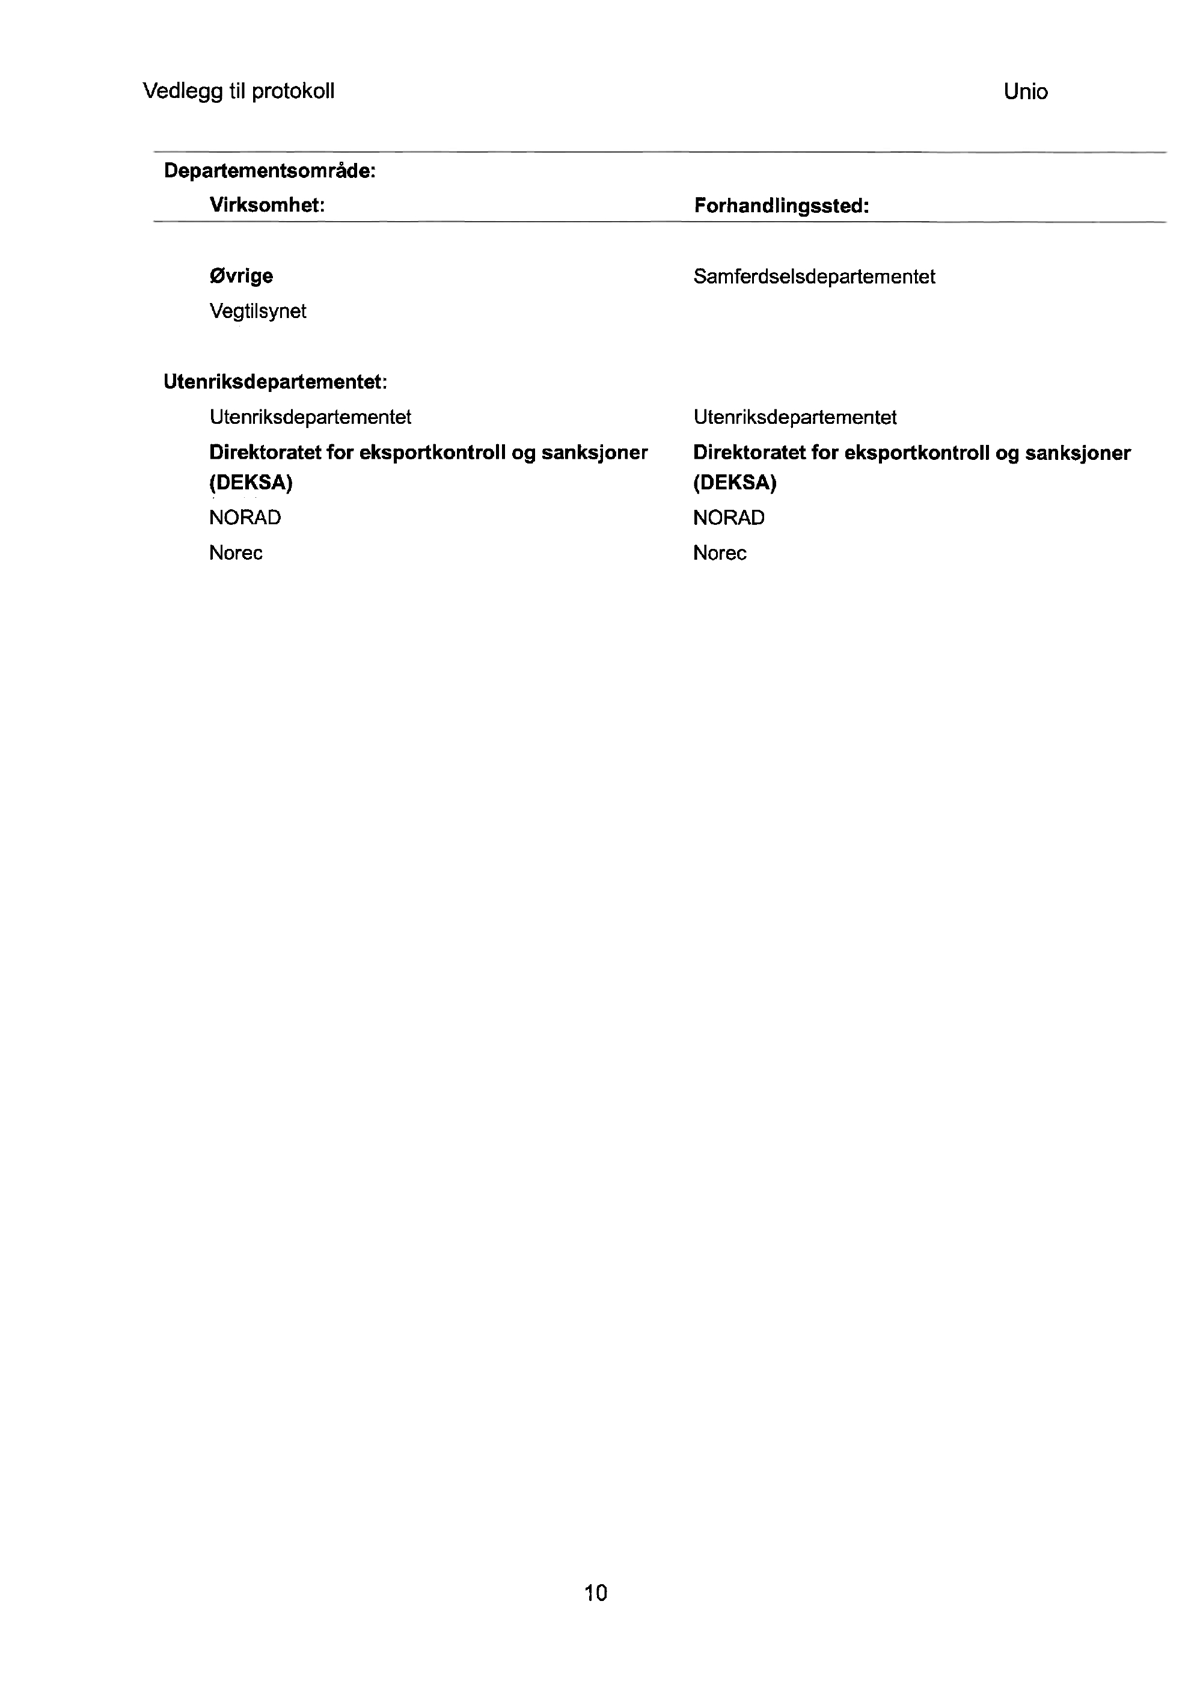 Vedlegg til protokoll Unio
Departementsområde:
Virksomhet: Forhandlingssted:
Øvrige Samferdselsdepartementet
Vegtilsynet
Utenriksdepartementet:
Utenriksdepartementet Utenriksdepartementet
Direktoratet for eksportkontroll og sanksjoner Direktoratet for eksportkontroll og sanksjoner
(DEKSA) (DEKSA)
NORAD NORAD
Norec Norec
10